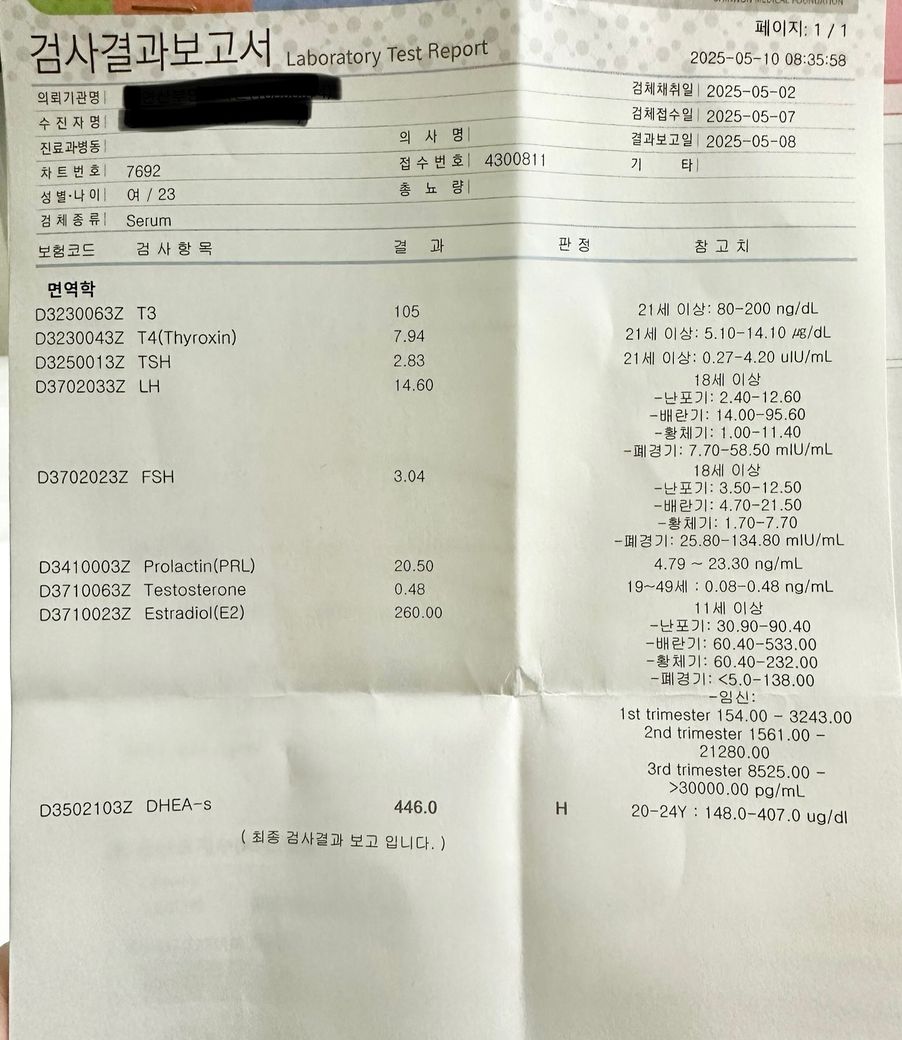 검사결과보고서 Laboratory Test Report
페이지: 1 / 1
2025-05-10 08:35:58
의뢰기관명
검체채취일 2025-05-02
수진자명
검체접수일 2025-05-07
진료과병동 의 사 명 결과보고일 2025-05-08
차트번호 7692 접수번호 4300811 기 타
성별·나이 여 / 23 총 뇨 량
검체종류 Serum
보험코드 검사항목 결 과 판정 참고치
면역학
D3230063Z T3 105 21세 이상: 80-200 ng/dL
D3230043Z T4(Thyroxin) 7.94 21세 이상: 5.10-14.10 ㎍/dL
D3250013Z TSH 2.83 21세 이상: 0.27-4.20 uIU/mL
D3702033Z LH 14.60 18세 이상
-난포기: 2.40-12.60
-배란기: 14.00-95.60
-황체기: 1.00-11.40
-폐경기: 7.70-58.50 mIU/mL
D3702023Z FSH 3.04 18세 이상
-난포기: 3.50-12.50
-배란기: 4.70-21.50
-황체기: 1.70-7.70
-폐경기: 25.80-134.80 mIU/mL
D3410003Z Prolactin(PRL) 20.50 4.79 ~ 23.30 ng/mL
D3710063Z Testosterone 0.48 19~49세 : 0.08-0.48 ng/mL
D3710023Z Estradiol(E2) 260.00 11세 이상
-난포기: 30.90-90.40
-배란기: 60.40-533.00
-황체기: 60.40-232.00
-폐경기: <5.0-138.00
-임신:
1st trimester 154.00 - 3243.00
2nd trimester 1561.00 -
21280.00
3rd trimester 8525.00 -
>30000.00 pg/mL
D3502103Z DHEA-s 446.0 H 20-24Y : 148.0-407.0 ug/dl
( 최종 검사결과 보고 입니다. )